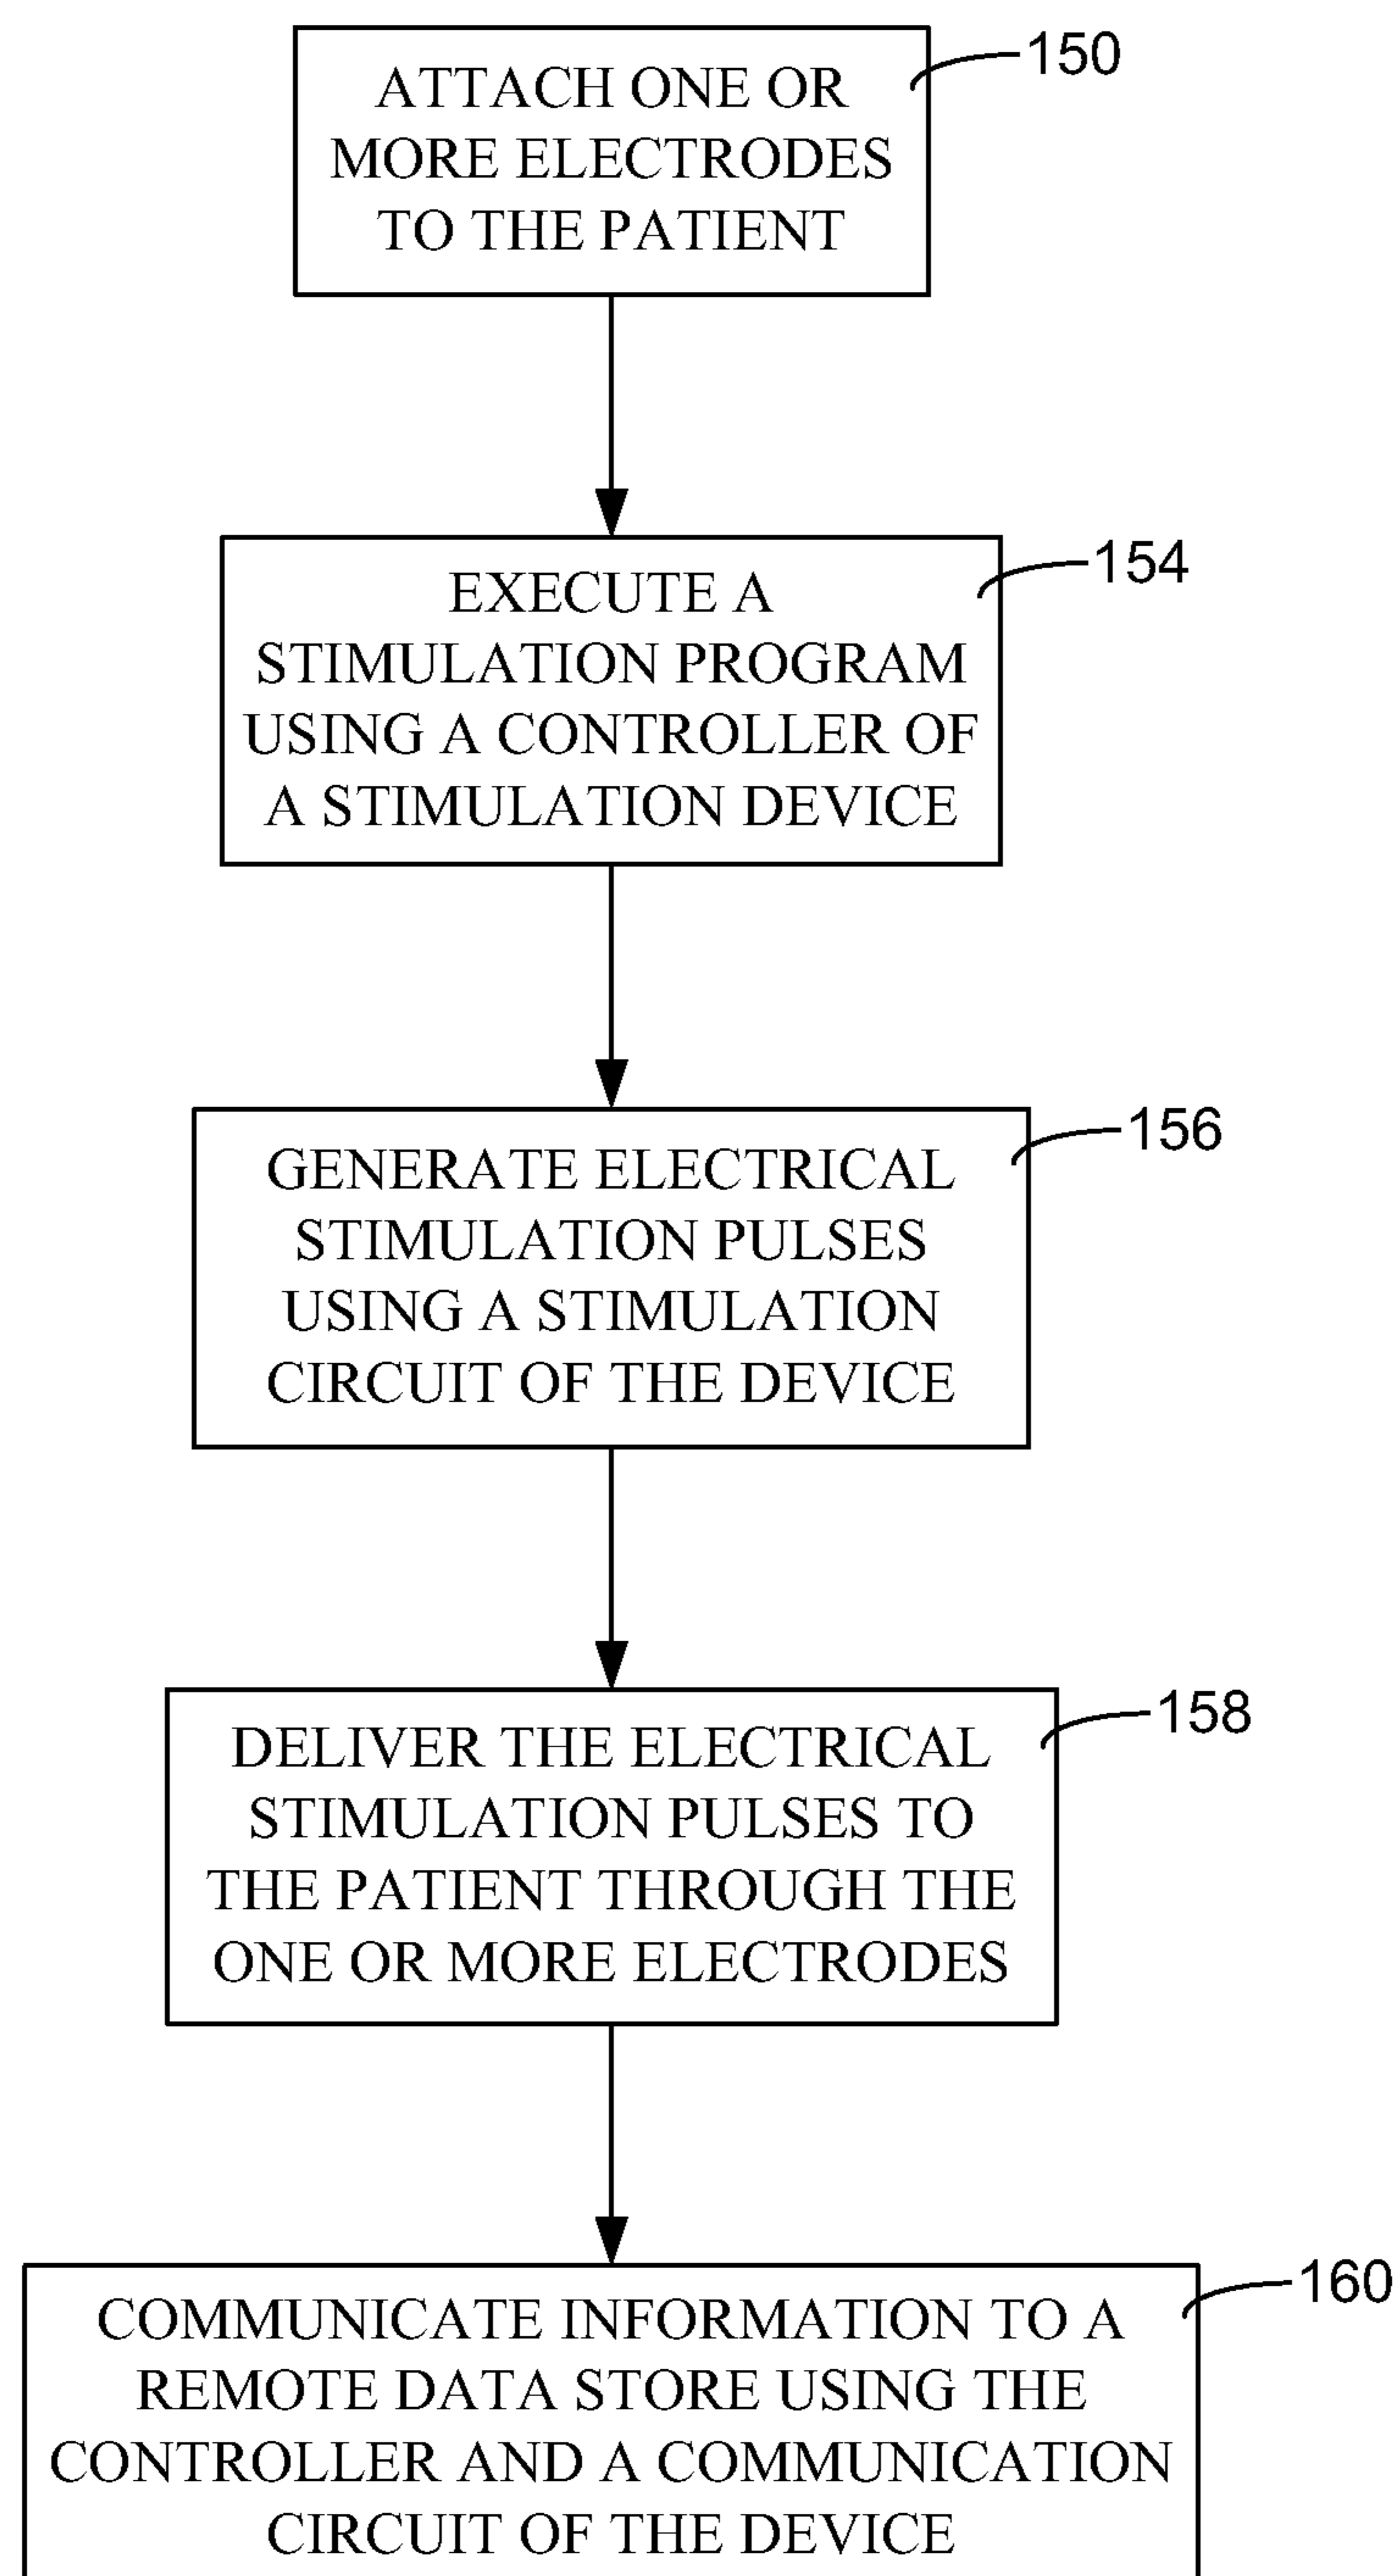 150
ATTACH ONE OR
MORE ELECTRODES
TO THE PATIENT
154
EXECUTE A
STIMULATION PROGRAM
USING A CONTROLLER OF
A STIMULATION DEVICE
156
GENERATE ELECTRICAL
STIMULATION PULSES
USING A STIMULATION
CIRCUIT OF THE DEVICE
158
DELIVER THE ELECTRICAL
STIMULATION PULSES TO
THE PATIENT THROUGH THE
ONE OR MORE ELECTRODES
160
COMMUNICATE INFORMATION TO A
REMOTE DATA STORE USING THE
CONTROLLER AND A COMMUNICATION
CIRCUIT OF THE DEVICE